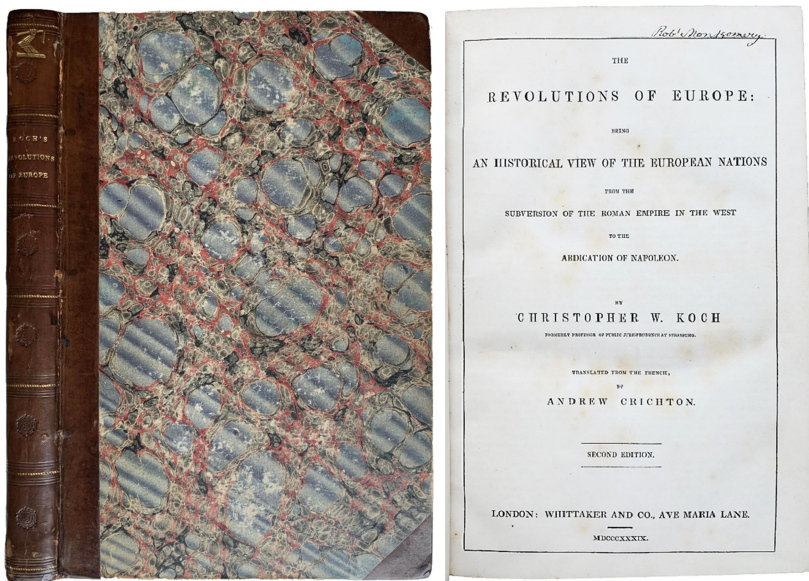 KOCH'S
REVOLUTIONS
OF EUROPE
Robt Montgomery.
THE
REVOLUTIONS OF EUROPE:
BEING
AN HISTORICAL VIEW OF THE EUROPEAN NATIONS
FROM THE
SUBVERSION OF THE ROMAN EMPIRE IN THE WEST
TO THE
ABDICATION OF NAPOLEON.
BY
CHRISTOPHER W. KOCH
FORMERLY PROFESSOR OF PUBLIC JURISPRUDENCE AT STRASBURG.
TRANSLATED FROM THE FRENCH,
BY
ANDREW CRICHTON.
SECOND EDITION.
LONDON: WHITTAKER AND CO., AVE MARIA LANE.
MDCCCXXXIX.